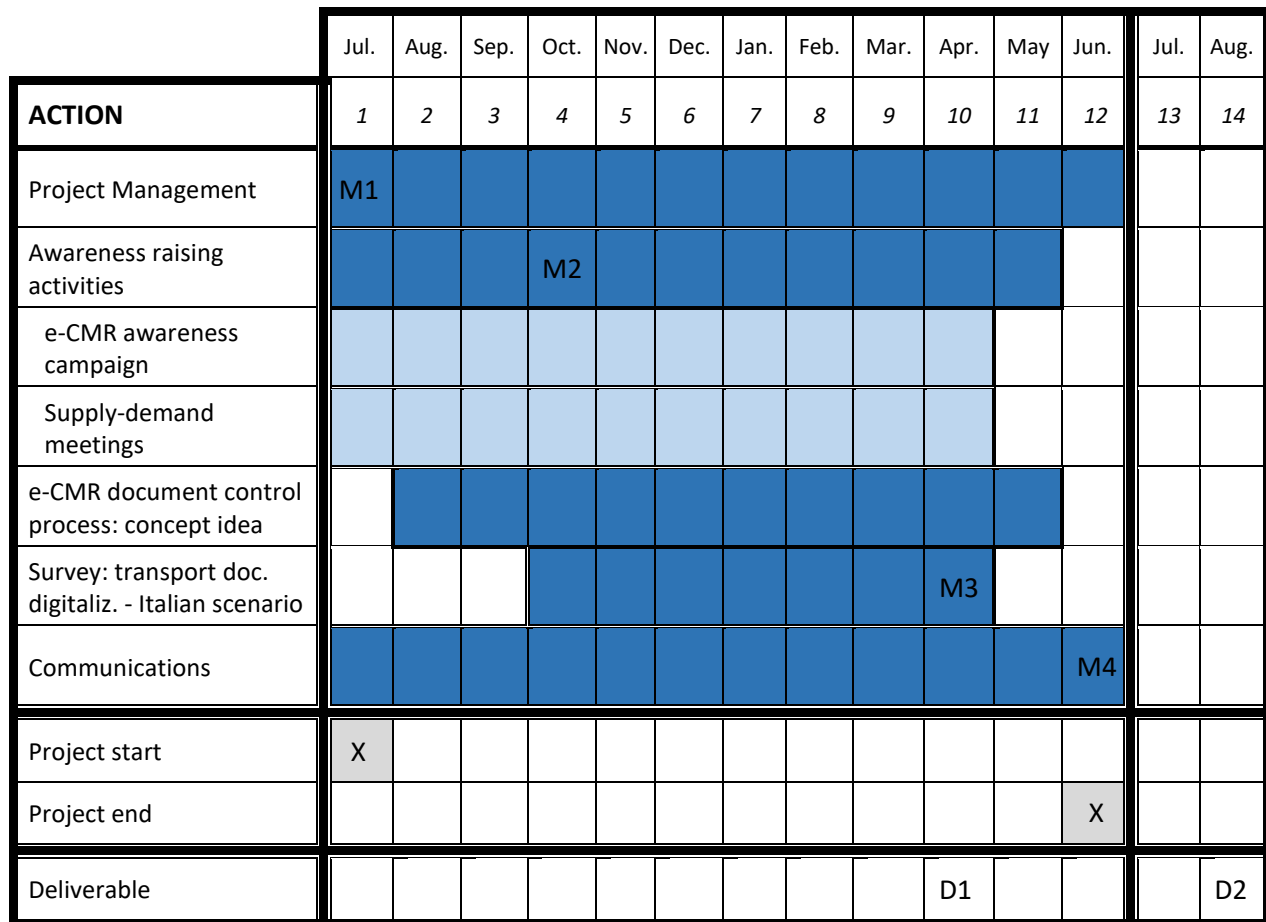 Jul. Aug. Sep. Oct. Nov. Dec. Jan. Feb. Mar. Apr. May Jun. Jul. Aug.
ACTION 1 2 3 4 5 6 7 8 9 10 11 12 13 14
Project Management M1
Awareness raising
activities M2
e-CMR awareness
campaign
Supply-demand
meetings
e-CMR document control
process: concept idea
Survey: transport doc.
digitaliz. - Italian scenario M3
Communications M4
Project start X
Project end X
Deliverable D1 D2